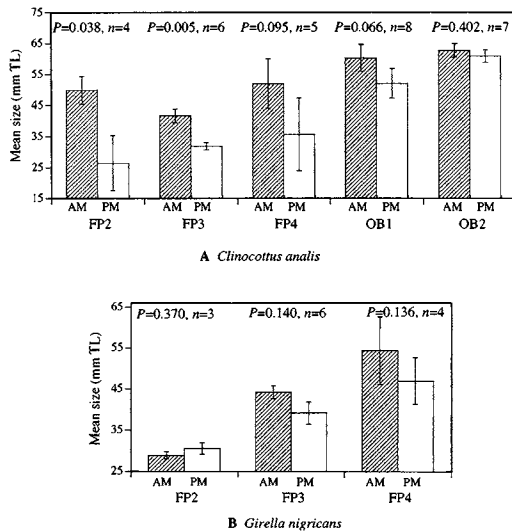 P=0.038, n=4 P=0.005, n=6 P=0.095, n=5 P=0.066, n=8 P=0.402, n=7
Mean size (mm TL)
75
65
55
45
35
25
15
AM PM AM PM AM PM AM PM AM PM
FP2 FP3 FP4 OB1 OB2
A Clinocottus analis
P=0.370, n=3 P=0.140, n=6 P=0.136, n=4
Mean size (mm TL)
65
55
45
35
25
AM PM AM PM AM PM
FP2 FP3 FP4
B Girella nigricans